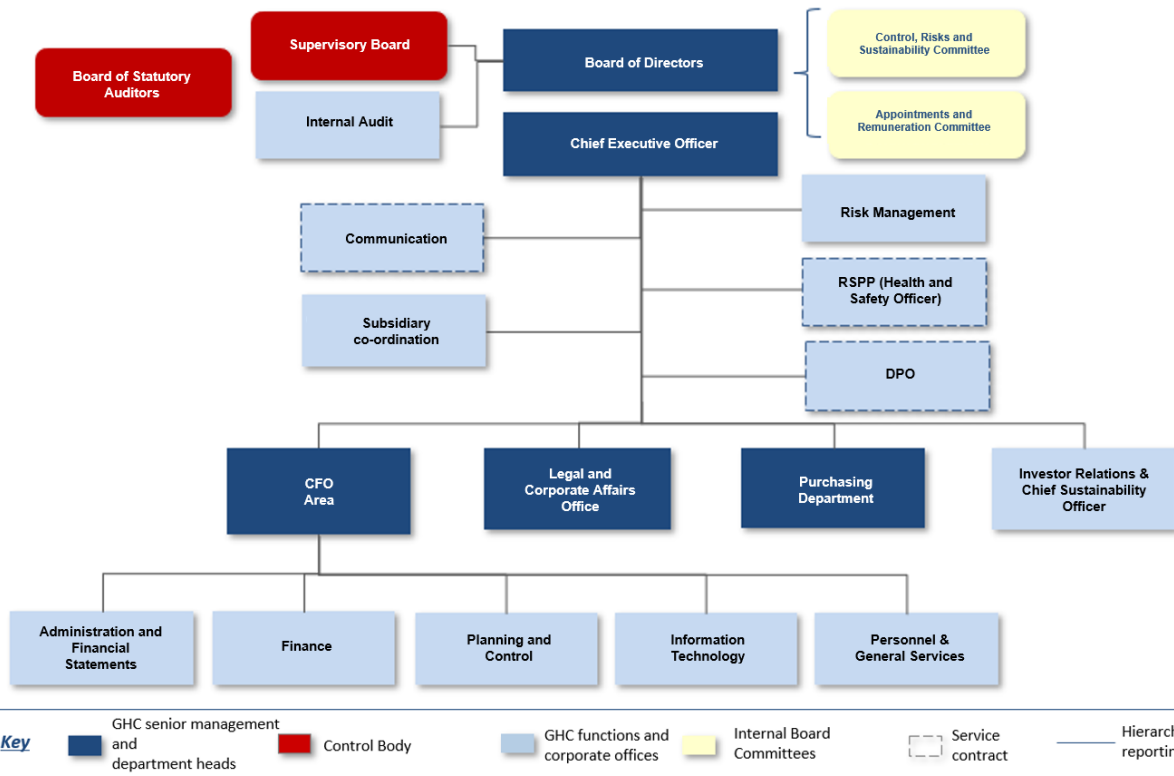 Board of Statutory
Auditors
Supervisory Board
Internal Audit
Board of Directors
Chief Executive Officer
Control, Risks and
Sustainability Committee
Appointments and
Remuneration Committee
Communication
Subsidiary
co-ordination
Risk Management
RSPP (Health and
Safety Officer)
DPO
CFO
Area
Legal and
Corporate Affairs
Office
Purchasing
Department
Investor Relations &
Chief Sustainability
Officer
Administration and
Financial
Statements
Finance
Planning and
Control
Information
Technology
Personnel &
General Services
Key
GHC senior management
and
department heads
Control Body
GHC functions and
corporate offices
Internal Board
Committees
Service
contract
Hierarch
reportin